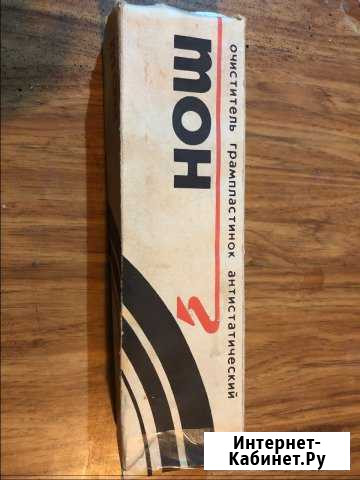 очиститель грампластинок антистатический
тон
Интернет-
Кабинет.Ру